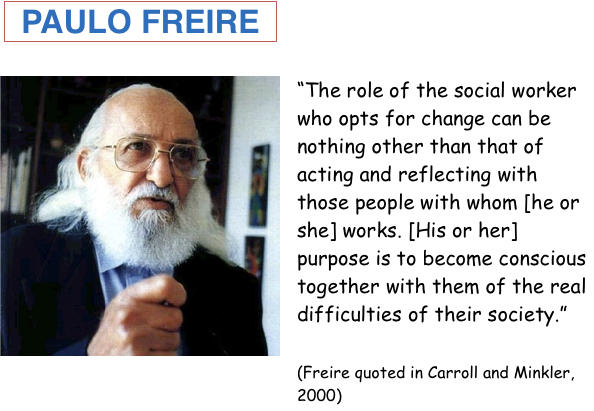 PAULO FREIRE
“The role of the social worker
who opts for change can be
nothing other than that of
acting and reflecting with
those people with whom [he or
she] works. [His or her]
purpose is to become conscious
together with them of the real
difficulties of their society.”
(Freire quoted in Carroll and Minkler,
2000)